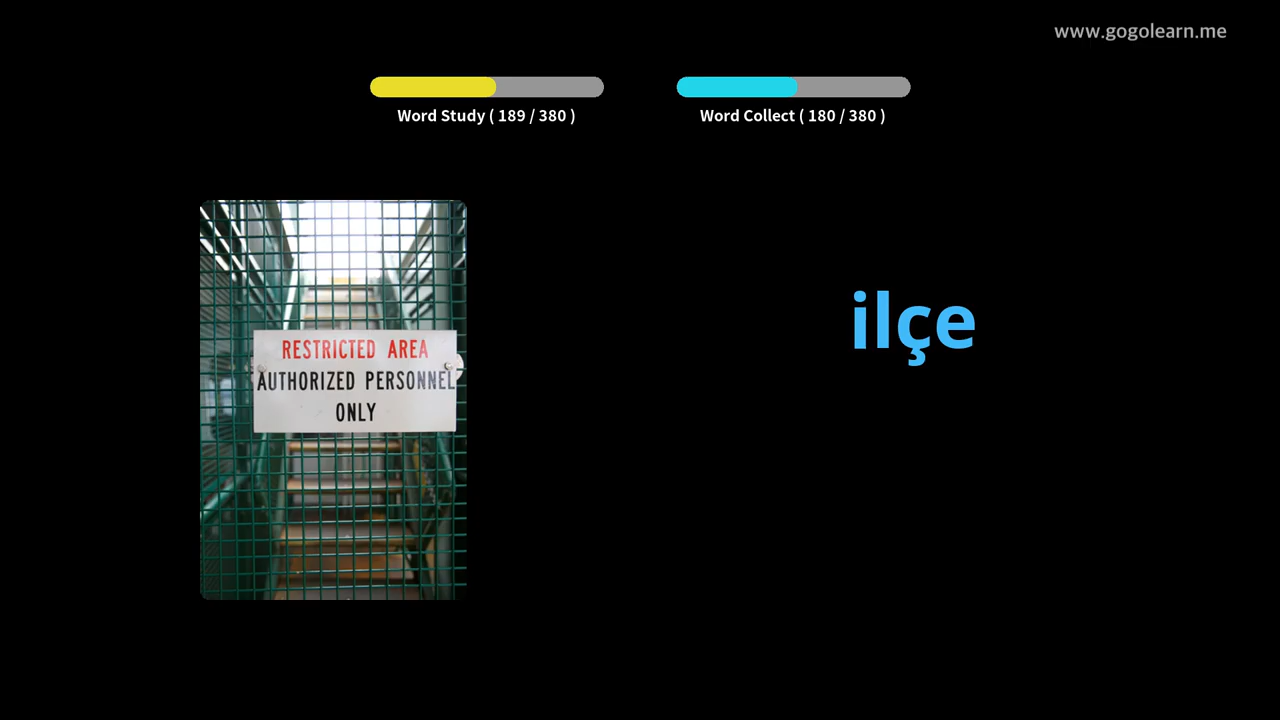 www.gogolearn.me
Word Study ( 189 / 380 )
Word Collect ( 180 / 380 )
RESTRICTED AREA
AUTHORIZED PERSONNEL
ONLY
ilçe